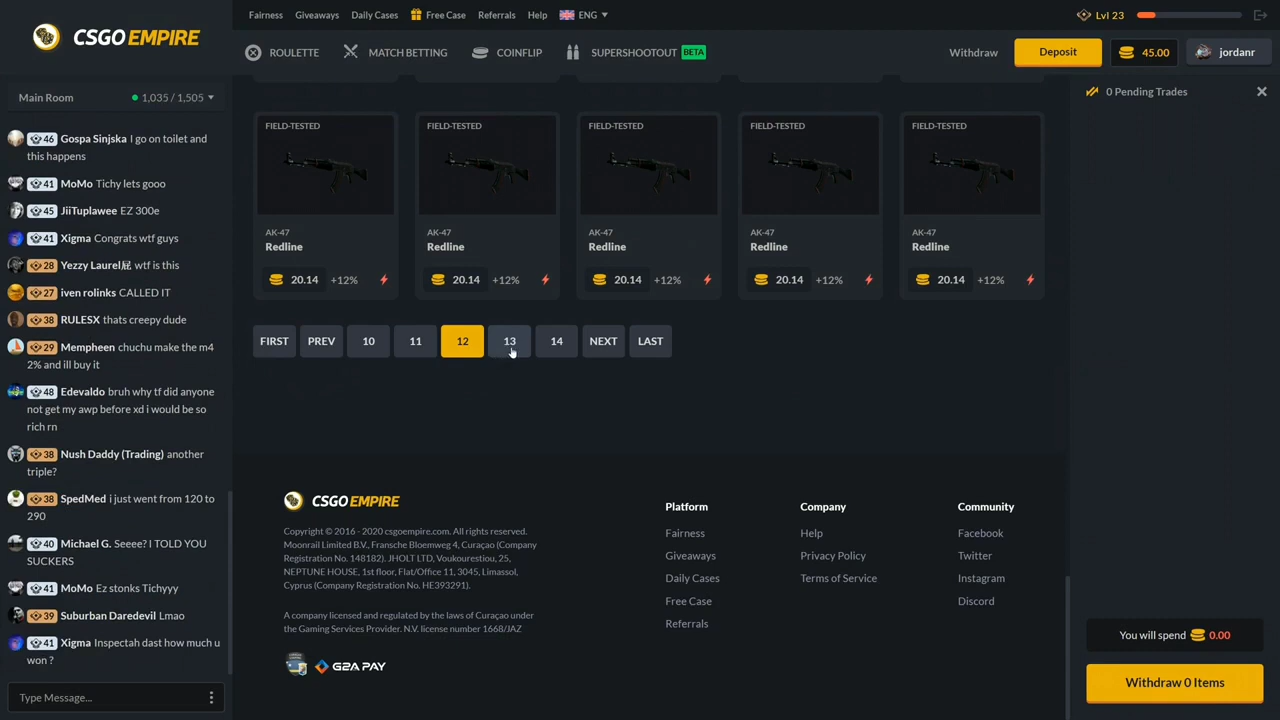 CSGOEMPIRE
Fairness
Giveaways
Daily Cases
Free Case
Referrals
Help
ENG
Lvl 23
ROULETTE
MATCH BETTING
COINFLIP
SUPERSHOOTOUT BETA
Withdraw
Deposit
45.00
jordanr
Main Room
1,035 / 1,505
46 Gospa Sinjska I go on toilet and
this happens
41 MoMo Tichy lets gooo
45 JiiTuplawee EZ 300e
41 Xigma Congrats wtf guys
28 Yezzy Laurel屁 wtf is this
27 iven rolinks CALLED IT
38 RULESX thats creepy dude
29 Mempheen chuchu make the m4
2% and ill buy it
48 Edevaldo bruh why tf did anyone
not get my awp before xd i would be so
rich rn
38 Nush Daddy (Trading) another
triple?
38 SpedMed i just went from 120 to
290
40 Michael G. Seeee? I TOLD YOU
SUCKERS
41 MoMo Ez stonks Tichyyy
39 Suburban Daredevil Lmao
41 Xigma Inspectah dast how much u
won ?
Type Message...
FIELD-TESTED
AK-47
Redline
20.14 +12%
FIELD-TESTED
AK-47
Redline
20.14 +12%
FIELD-TESTED
AK-47
Redline
20.14 +12%
FIELD-TESTED
AK-47
Redline
20.14 +12%
FIELD-TESTED
AK-47
Redline
20.14 +12%
FIRST
PREV
10
11
12
13
14
NEXT
LAST
CSGOEMPIRE
Copyright © 2016 - 2020 csgoempire.com. All rights reserved.
Moonrail Limited B.V., Fransche Bloemweg 4, Curaçao (Company
Registration No. 148182). JHOLT LTD, Voukourestiou, 25,
NEPTUNE HOUSE, 1st floor, Flat/Office 11, 3045, Limassol,
Cyprus (Company Registration No. HE393291).
A company licensed and regulated by the laws of Curaçao under
the Gaming Services Provider. N.V. license number 1668/JAZ
G2A PAY
Platform
Fairness
Giveaways
Daily Cases
Free Case
Referrals
Company
Help
Privacy Policy
Terms of Service
Community
Facebook
Twitter
Instagram
Discord
0 Pending Trades
You will spend 0.00
Withdraw 0 Items